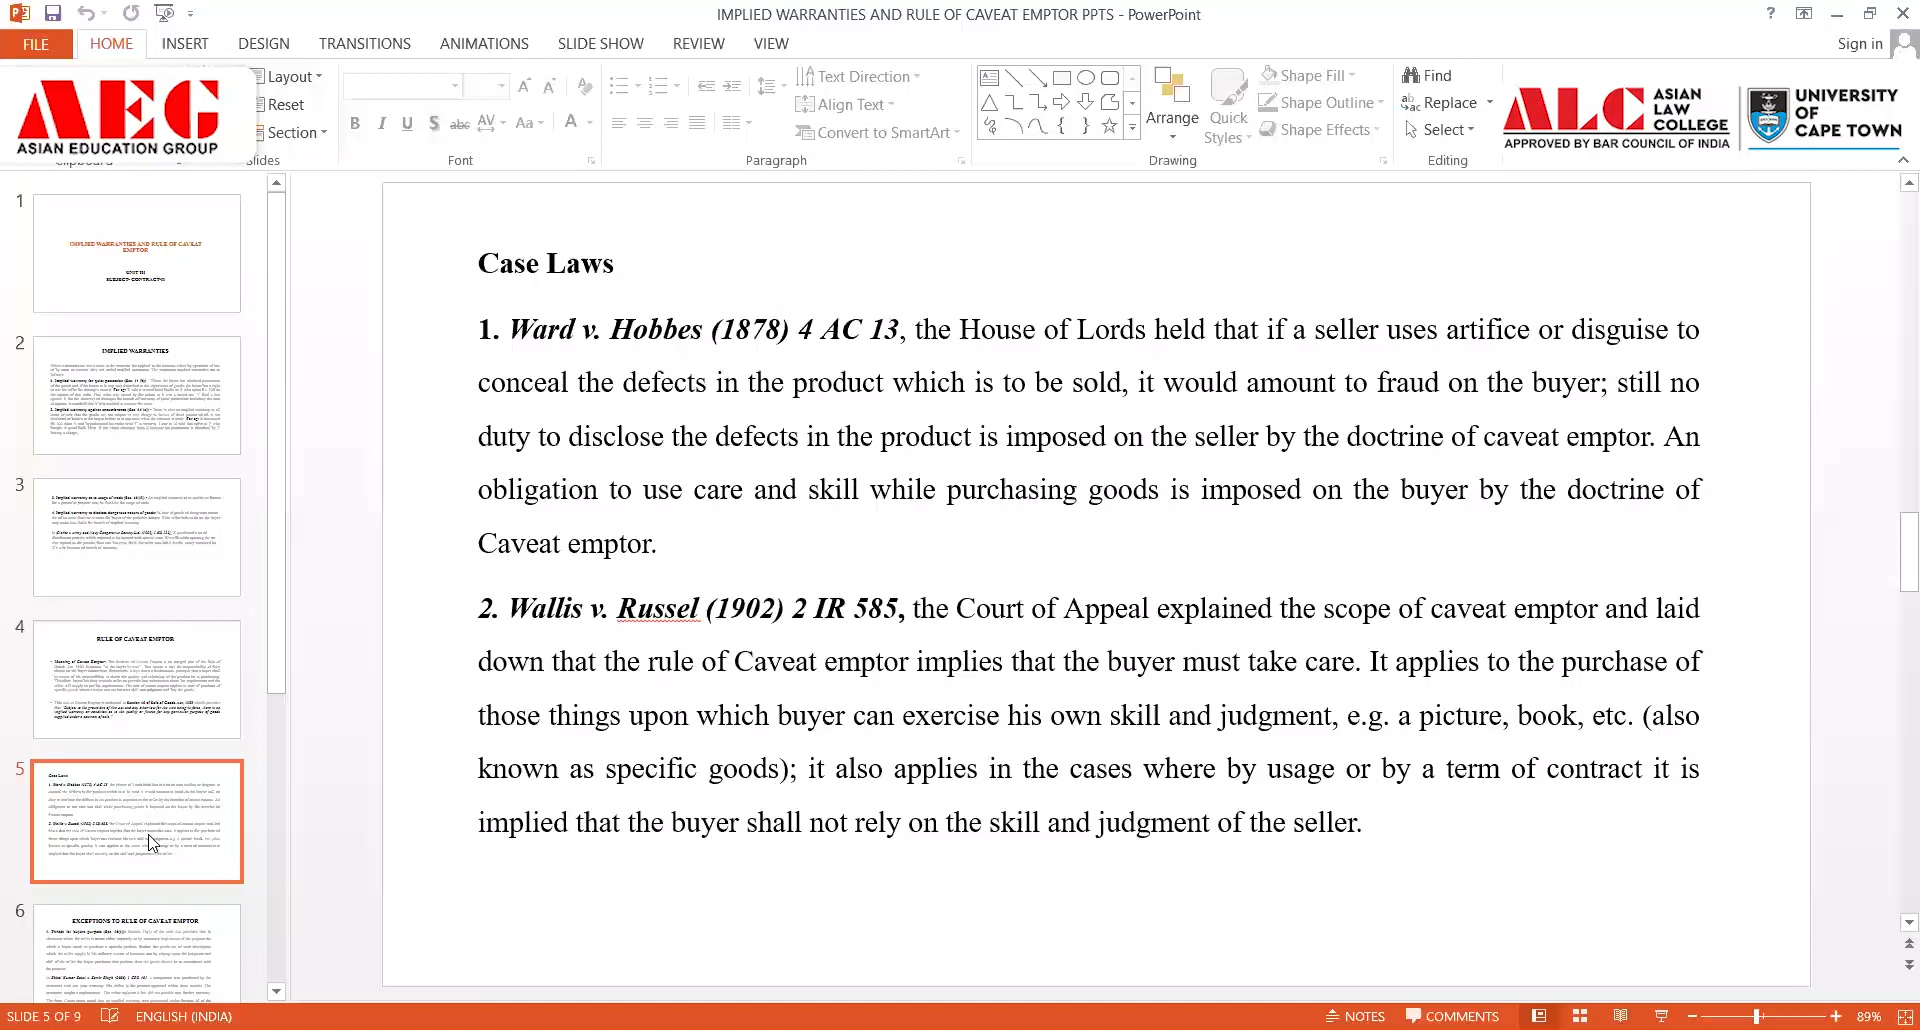 IMPLIED WARRANTIES AND RULE OF CAVEAT EMPTOR PPTS - PowerPoint
FILE HOME INSERT DESIGN TRANSITIONS ANIMATIONS SLIDE SHOW REVIEW VIEW Sign in
AEG
ASIAN EDUCATION GROUP
Layout
Reset
Section
Slides
Font
Text Direction
Align Text
Convert to SmartArt
Paragraph
Arrange
Quick Styles
Shape Fill
Shape Outline
Shape Effects
Drawing
Find
Replace
Select
Editing
ALC ASIAN LAW COLLEGE
APPROVED BY BAR COUNCIL OF INDIA
UNIVERSITY OF CAPE TOWN
1
IMPLIED WARRANTIES AND RULE OF CAVEAT
EMPTOR
UNIT III
SUBJECT- CONTRACT-II
2
IMPLIED WARRANTIES
3
4
RULE OF CAVEAT EMPTOR
5
Case Laws
6
EXCEPTIONS TO RULE OF CAVEAT EMPTOR
Case Laws
1. Ward v. Hobbes (1878) 4 AC 13, the House of Lords held that if a seller uses artifice or disguise to
conceal the defects in the product which is to be sold, it would amount to fraud on the buyer; still no
duty to disclose the defects in the product is imposed on the seller by the doctrine of caveat emptor. An
obligation to use care and skill while purchasing goods is imposed on the buyer by the doctrine of
Caveat emptor.
2. Wallis v. Russel (1902) 2 IR 585, the Court of Appeal explained the scope of caveat emptor and laid
down that the rule of Caveat emptor implies that the buyer must take care. It applies to the purchase of
those things upon which buyer can exercise his own skill and judgment, e.g. a picture, book, etc. (also
known as specific goods); it also applies in the cases where by usage or by a term of contract it is
implied that the buyer shall not rely on the skill and judgment of the seller.
SLIDE 5 OF 9 ENGLISH (INDIA) NOTES COMMENTS 89%